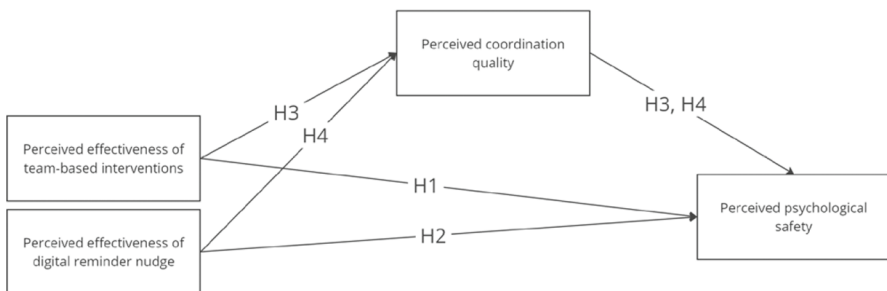 Perceived coordination
quality
H3
H3, H4
H4
Perceived effectiveness of
team-based interventions
H1
Perceived psychological
safety
Perceived effectiveness of
digital reminder nudge
H2